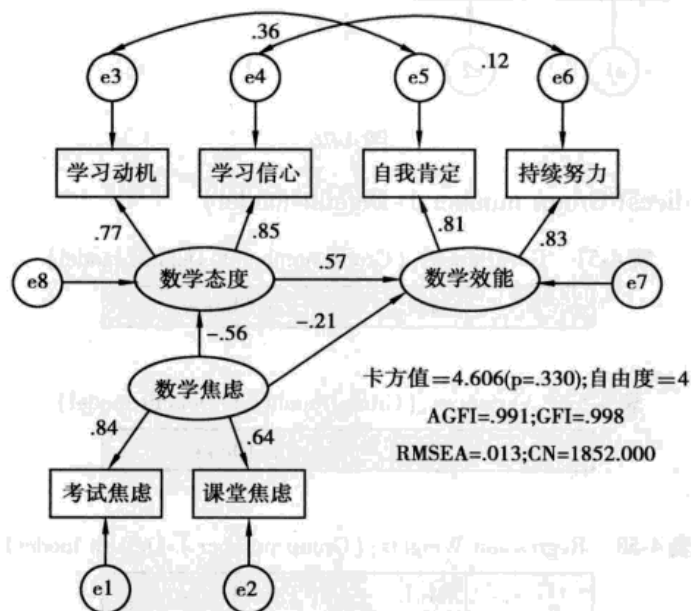 .36
.12
e3
e4
e5
e6
学习动机
学习信心
自我肯定
持续努力
.77
.85
.81
.83
e8
数学态度
.57
数学效能
e7
-.56
-.21
数学焦虑
卡方值=4.606(p=.330);自由度=4
AGFI=.991;GFI=.998
RMSEA=.013;CN=1852.000
.84
.64
考试焦虑
课堂焦虑
e1
e2